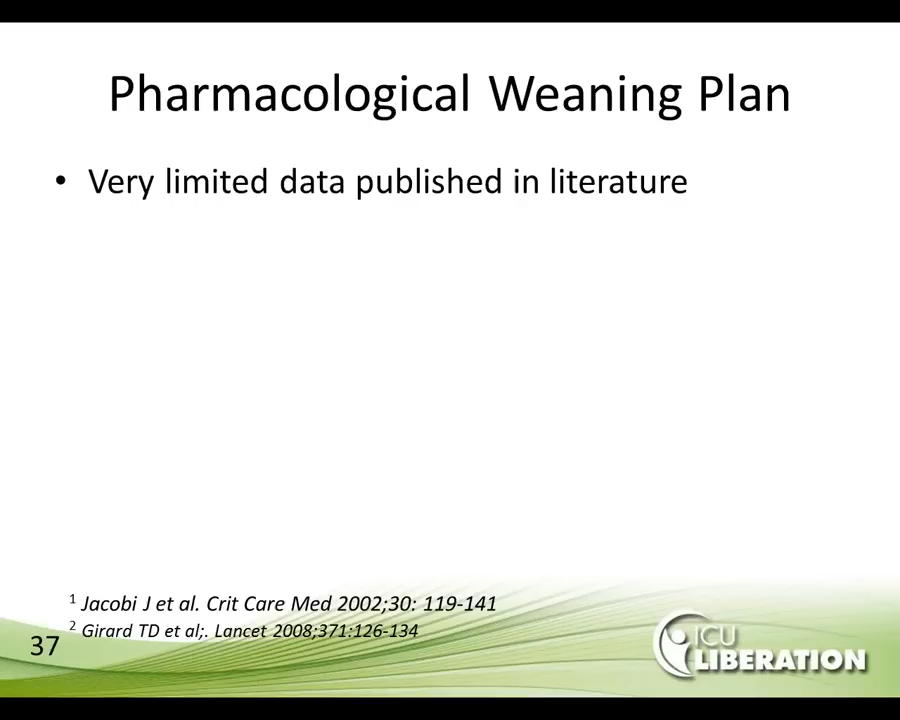 Pharmacological Weaning Plan
• Very limited data published in literature
1 Jacobi J et al. Crit Care Med 2002;30: 119-141
2 Girard TD et al;. Lancet 2008;371:126-134
37
ICU
LIBERATION